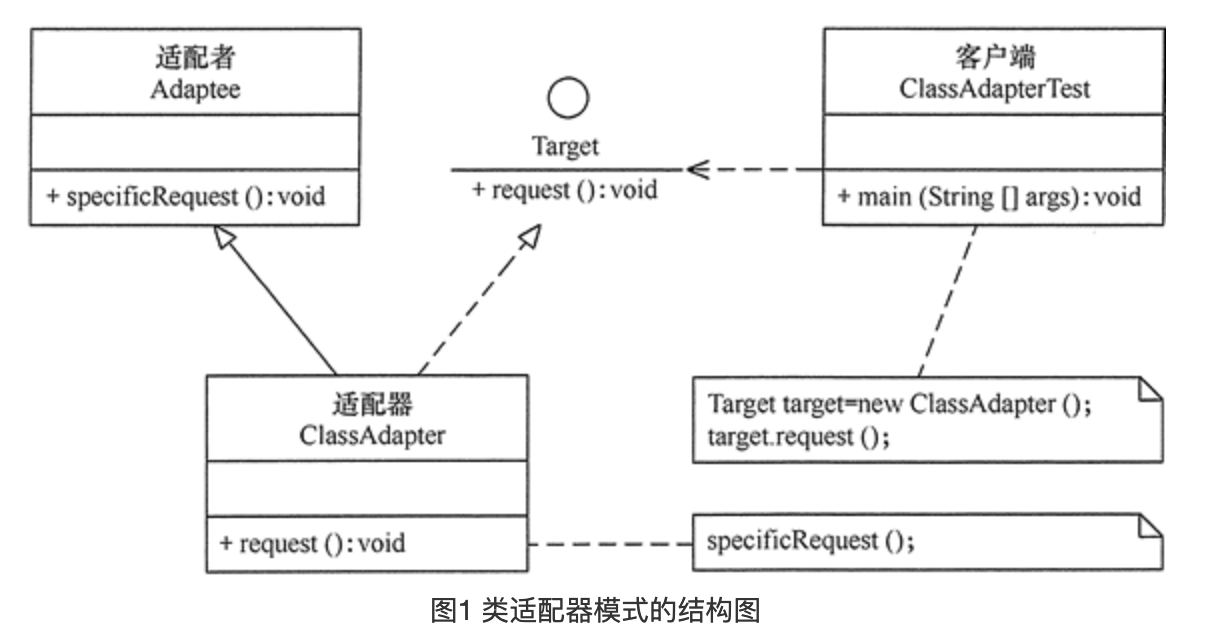 适配者
Adaptee
+ specificRequest ():void
Target
+ request ():void
客户端
ClassAdapterTest
+ main (String [] args):void
适配器
ClassAdapter
+ request ():void
Target target=new ClassAdapter ();
target.request ();
specificRequest ();
图1 类适配器模式的结构图